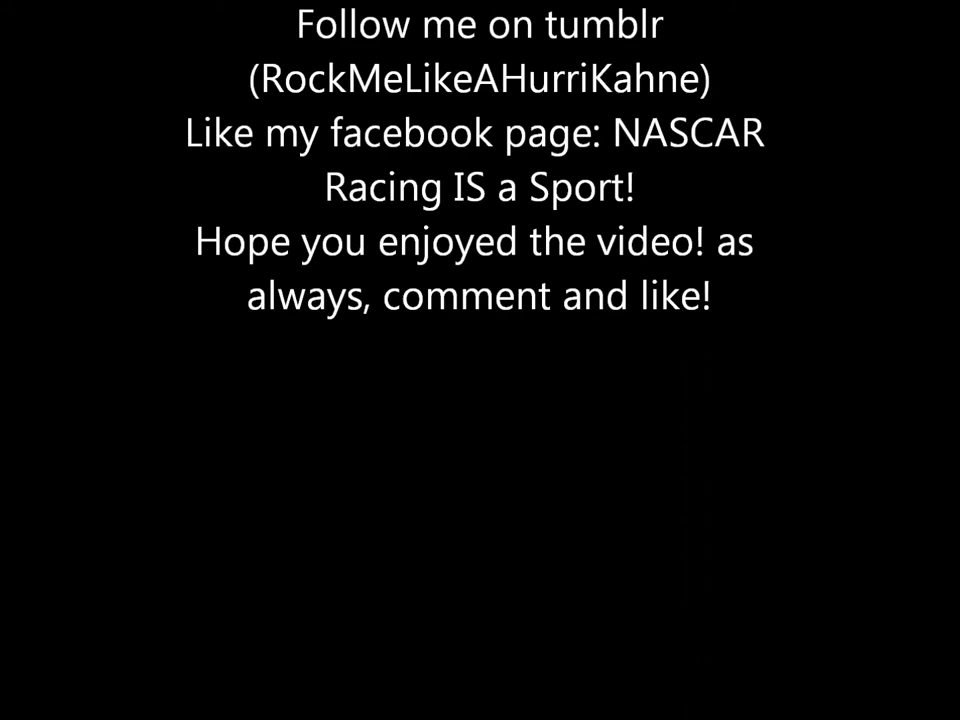 Follow me on tumblr
(RockMeLikeAHurriKahne)
Like my facebook page: NASCAR
Racing IS a Sport!
Hope you enjoyed the video! as
always, comment and like!